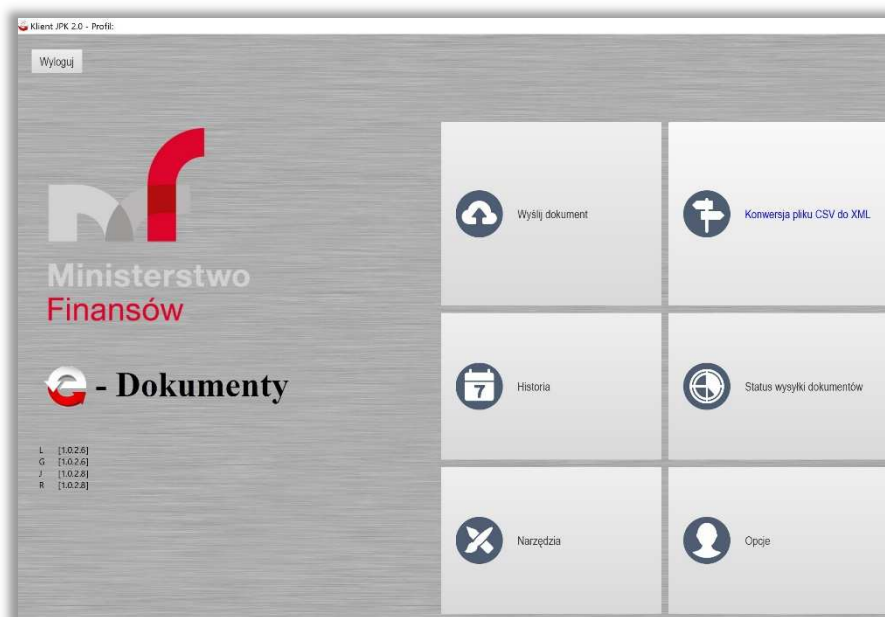 Klient JPK 2.0 - Profil:
Wyloguj
Ministerstwo
Finansów
e - Dokumenty
L [1.0.2.6]
G [1.0.2.6]
J [1.0.2.8]
R [1.0.2.8]
Wyślij dokument
Konwersja pliku CSV do XML
7
Historia
Status wysyłki dokumentów
Narzędzia
Opcje